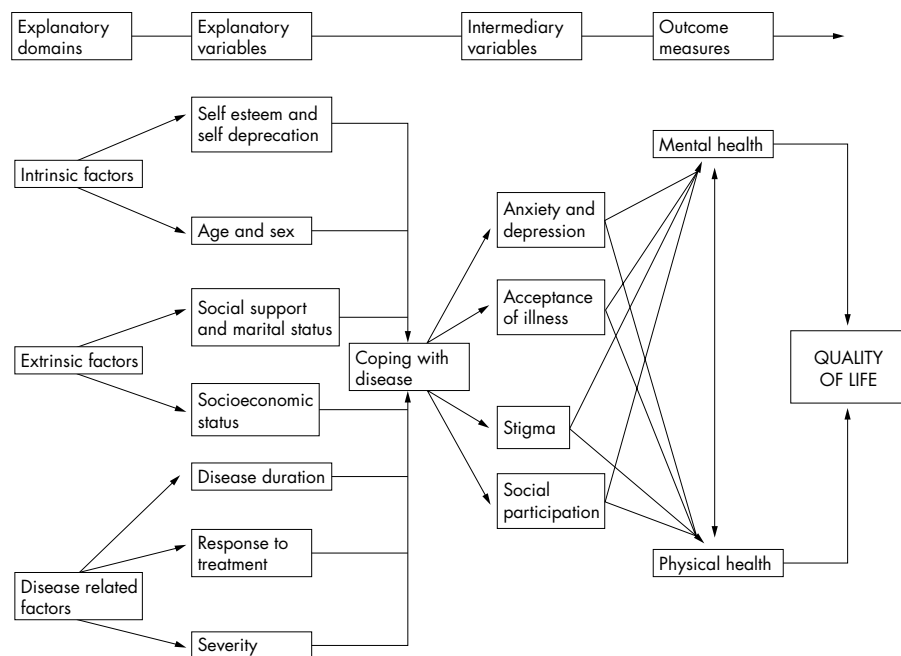 Explanatory
domains
Explanatory
variables
Intermediary
variables
Outcome
measures
Self esteem and
self deprecation
Mental health
Intrinsic factors
Anxiety and
depression
Age and sex
Acceptance
of illness
Social support
and marital status
Extrinsic factors
Coping with
disease
QUALITY
OF LIFE
Socioeconomic
status
Stigma
Disease duration
Social
participation
Response to
treatment
Physical health
Disease related
factors
Severity